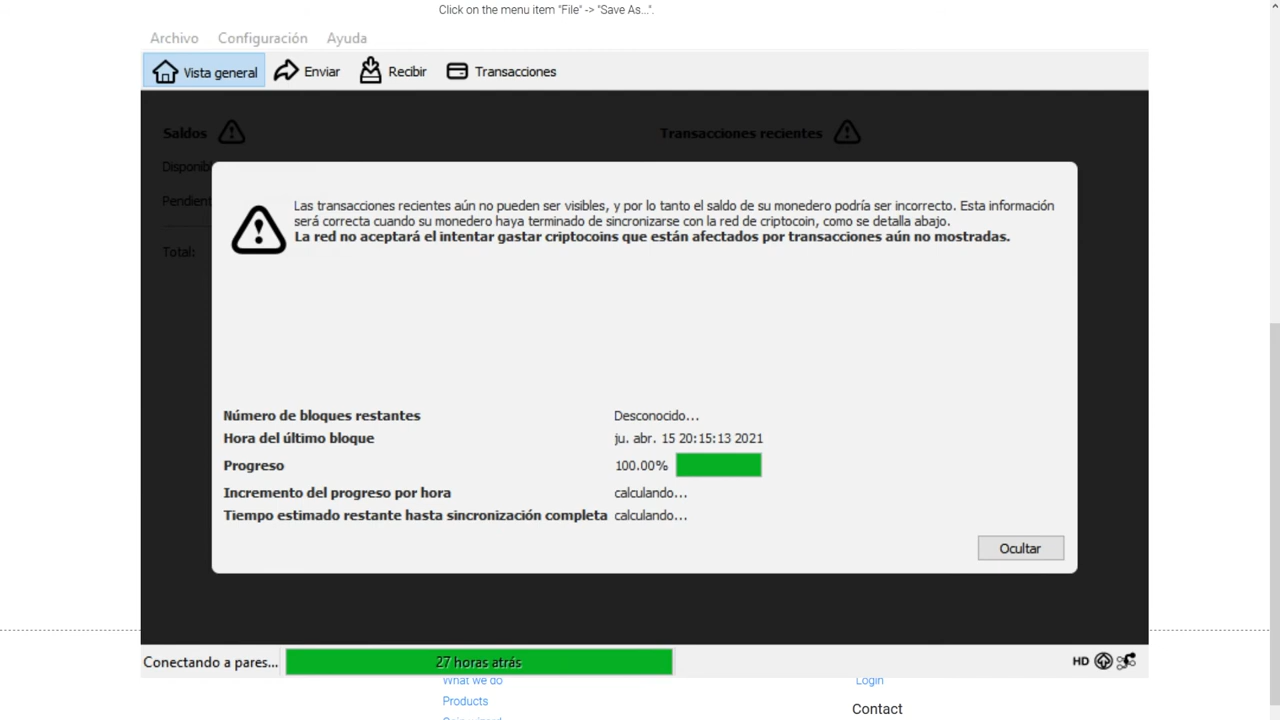 Click on the menu item "File" -> "Save As...".
Archivo Configuración Ayuda
Vista general Enviar Recibir Transacciones
Saldos Transacciones recientes
Disponibl
Pendient
Total:
Las transacciones recientes aún no pueden ser visibles, y por lo tanto el saldo de su monedero podría ser incorrecto. Esta información
será correcta cuando su monedero haya terminado de sincronizarse con la red de criptocoin, como se detalla abajo.
La red no aceptará el intentar gastar criptocoins que están afectados por transacciones aún no mostradas.
Número de bloques restantes Desconocido...
Hora del último bloque ju. abr. 15 20:15:13 2021
Progreso 100.00%
Incremento del progreso por hora calculando...
Tiempo estimado restante hasta sincronización completa calculando...
Ocultar
Conectando a pares... 27 horas atrás HD
What we do Login
Products
Contact